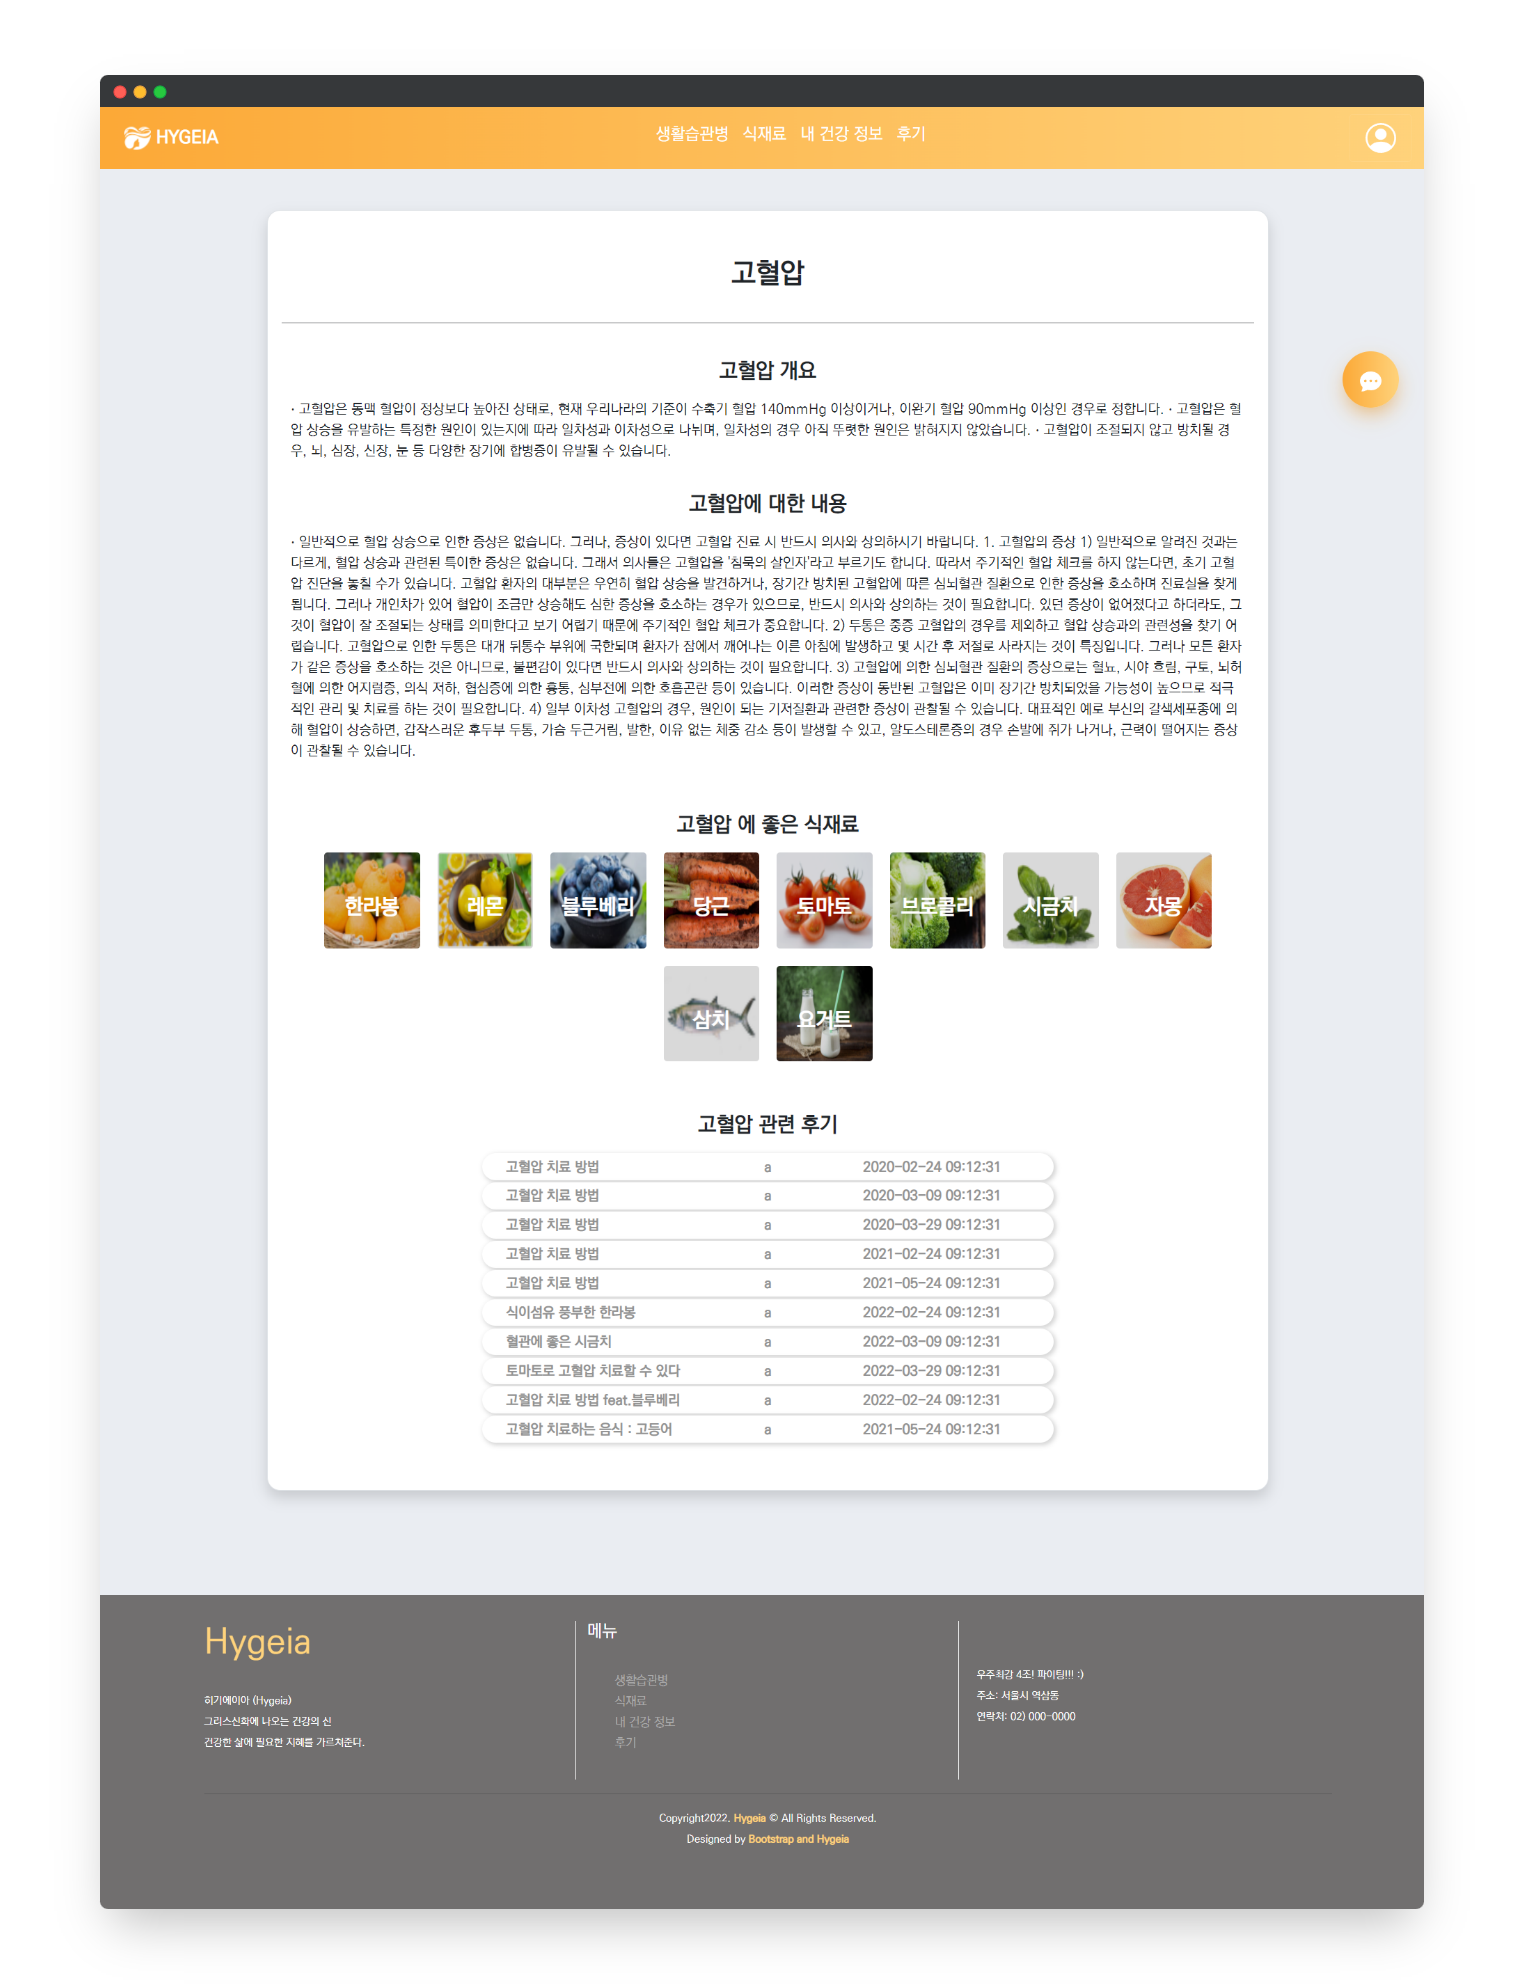 HYGEIA
생활습관병 식재료 내 건강 정보 후기
고혈압
고혈압 개요
· 고혈압은 동맥 혈압이 정상보다 높아진 상태로, 현재 우리나라의 기준이 수축기 혈압 140mmHg 이상이거나, 이완기 혈압 90mmHg 이상인 경우로 정합니다. · 고혈압은 혈
압 상승을 유발하는 특정한 원인이 있는지에 따라 일차성과 이차성으로 나뉘며, 일차성의 경우 아직 뚜렷한 원인은 밝혀지지 않았습니다. · 고혈압이 조절되지 않고 방치될 경
우, 뇌, 심장, 신장, 눈 등 다양한 장기에 합병증이 유발될 수 있습니다.
고혈압에 대한 내용
· 일반적으로 혈압 상승으로 인한 증상은 없습니다. 그러나, 증상이 있다면 고혈압 진료 시 반드시 의사와 상의하시기 바랍니다. 1. 고혈압의 증상 1) 일반적으로 알려진 것과는
다르게, 혈압 상승과 관련된 특이한 증상은 없습니다. 그래서 의사들은 고혈압을 '침묵의 살인자'라고 부르기도 합니다. 따라서 주기적인 혈압 체크를 하지 않는다면, 초기 고혈
압 진단을 놓칠 수가 있습니다. 고혈압 환자의 대부분은 우연히 혈압 상승을 발견하거나, 장기간 방치된 고혈압에 따른 심뇌혈관 질환으로 인한 증상을 호소하며 진료실을 찾게
됩니다. 그러나 개인차가 있어 혈압이 조금만 상승해도 심한 증상을 호소하는 경우가 있으므로, 반드시 의사와 상의하는 것이 필요합니다. 있던 증상이 없어졌다고 하더라도, 그
것이 혈압이 잘 조절되는 상태를 의미한다고 보기 어렵기 때문에 주기적인 혈압 체크가 중요합니다. 2) 두통은 중증 고혈압의 경우를 제외하고 혈압 상승과의 관련성을 찾기 어
렵습니다. 고혈압으로 인한 두통은 대개 뒤통수 부위에 국한되며 환자가 잠에서 깨어나는 이른 아침에 발생하고 몇 시간 후 저절로 사라지는 것이 특징입니다. 그러나 모든 환자
가 같은 증상을 호소하는 것은 아니므로, 불편감이 있다면 반드시 의사와 상의하는 것이 필요합니다. 3) 고혈압에 의한 심뇌혈관 질환의 증상으로는 혈뇨, 시야 흐림, 구토, 뇌허
혈에 의한 어지럼증, 의식 저하, 협심증에 의한 흉통, 심부전에 의한 호흡곤란 등이 있습니다. 이러한 증상이 동반된 고혈압은 이미 장기간 방치되었을 가능성이 높으므로 적극
적인 관리 및 치료를 하는 것이 필요합니다. 4) 일부 이차성 고혈압의 경우, 원인이 되는 기저질환과 관련한 증상이 관찰될 수 있습니다. 대표적인 예로 부신의 갈색세포종에 의
해 혈압이 상승하면, 갑작스러운 후두부 두통, 가슴 두근거림, 발한, 이유 없는 체중 감소 등이 발생할 수 있고, 알도스테론증의 경우 손발에 쥐가 나거나, 근력이 떨어지는 증상
이 관찰될 수 있습니다.
고혈압 에 좋은 식재료
한라봉 레몬 블루베리 당근 토마토 브로콜리 시금치 자몽
삼치 요거트
고혈압 관련 후기
고혈압 치료 방법 a 2020-02-24 09:12:31
고혈압 치료 방법 a 2020-03-09 09:12:31
고혈압 치료 방법 a 2020-03-29 09:12:31
고혈압 치료 방법 a 2021-02-24 09:12:31
고혈압 치료 방법 a 2021-05-24 09:12:31
식이섬유 풍부한 한라봉 a 2022-02-24 09:12:31
혈관에 좋은 시금치 a 2022-03-09 09:12:31
토마토로 고혈압 치료할 수 있다 a 2022-03-29 09:12:31
고혈압 치료 방법 feat.블루베리 a 2022-02-24 09:12:31
고혈압 치료하는 음식 : 고등어 a 2021-05-24 09:12:31
Hygeia
히기에이아 (Hygeia)
그리스신화에 나오는 건강의 신
건강한 삶에 필요한 지혜를 가르쳐준다.
메뉴
생활습관병
식재료
내 건강 정보
후기
우주최강 4조! 파이팅!!! :)
주소: 서울시 역삼동
연락처: 02) 000-0000
Copyright2022. Hygeia © All Rights Reserved.
Designed by Bootstrap and Hygeia